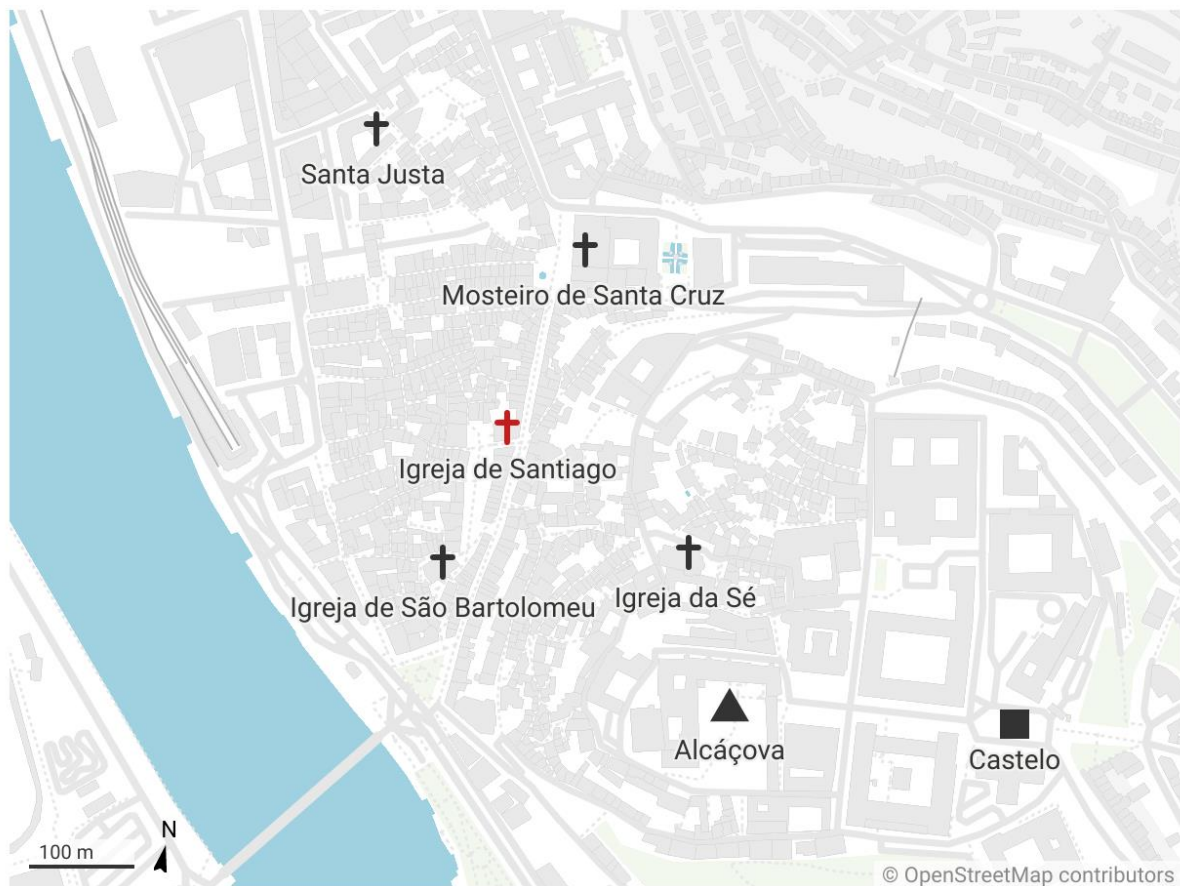 Santa Justa
Mosteiro de Santa Cruz
Igreja de Santiago
Igreja de São Bartolomeu
Igreja da Sé
Alcáçova
Castelo
N
100 m
© OpenStreetMap contributors